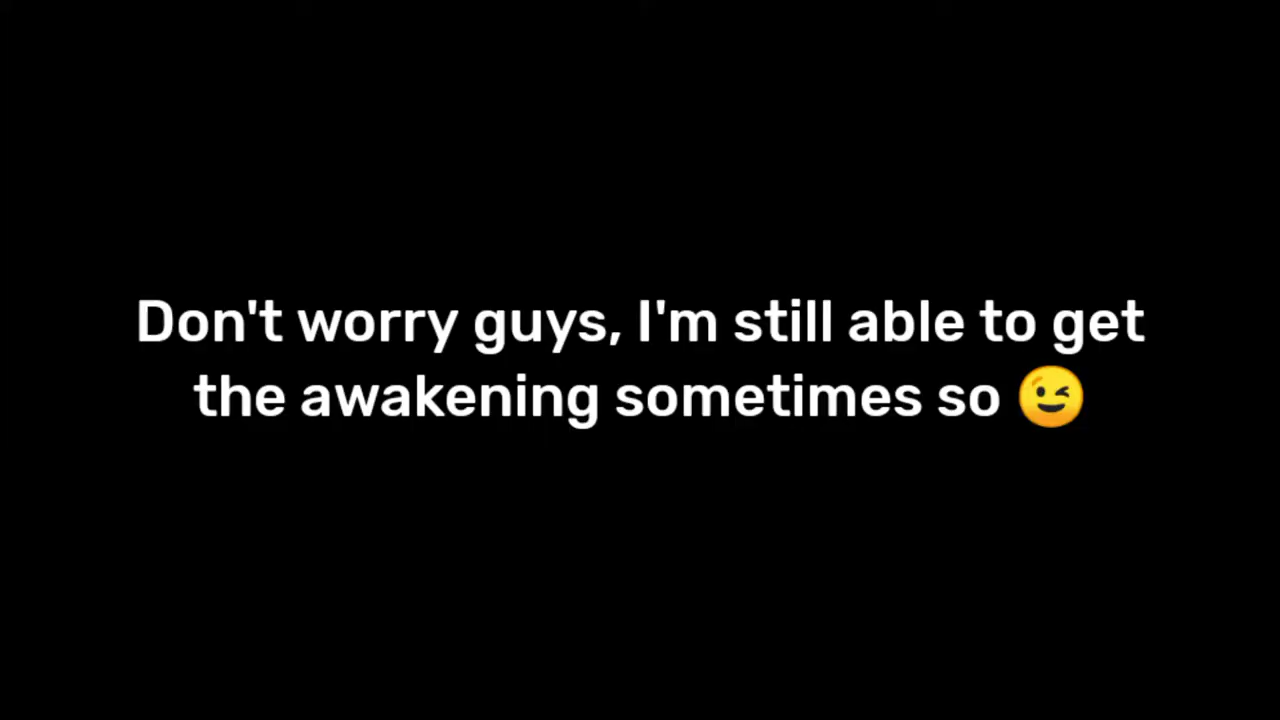 Don't worry guys, I'm still able to get
the awakening sometimes so 😉